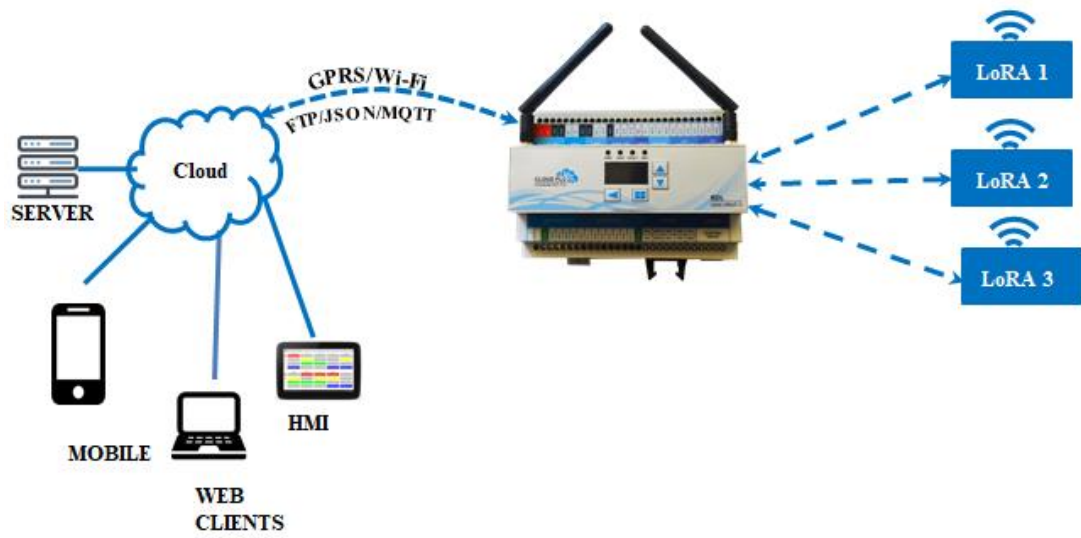 GPRS/Wi-Fi
FTP/JSON/MQTT
Cloud
SERVER
MOBILE
WEB
CLIENTS
HMI
LoRA 1
LoRA 2
LoRA 3